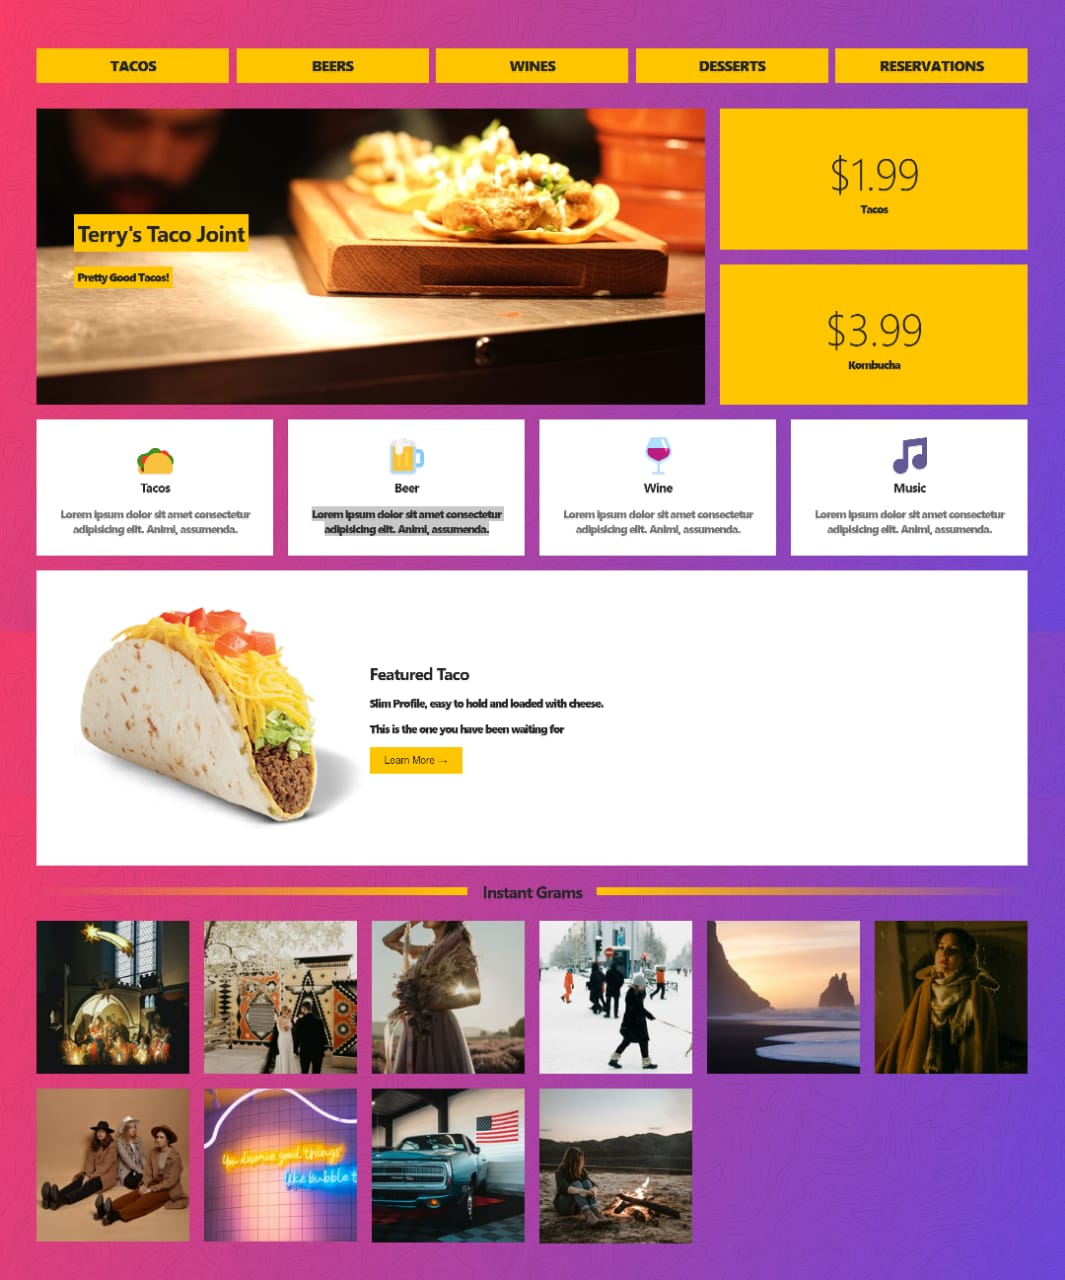 TACOS
BEERS
WINES
DESSERTS
RESERVATIONS
Terry's Taco Joint
Pretty Good Tacos!
$1.99
Tacos
$3.99
Kombucha
Tacos
Lorem ipsum dolor sit amet consectetur
adipisicing elit. Animi, assumenda.
Beer
Lorem ipsum dolor sit amet consectetur
adipisicing elit. Animi, assumenda.
Wine
Lorem ipsum dolor sit amet consectetur
adipisicing elit. Animi, assumenda.
Music
Lorem ipsum dolor sit amet consectetur
adipisicing elit. Animi, assumenda.
Featured Taco
Slim Profile, easy to hold and loaded with cheese.
This is the one you have been waiting for
Learn More →
Instant Grams
You deserve good things
like bubble t